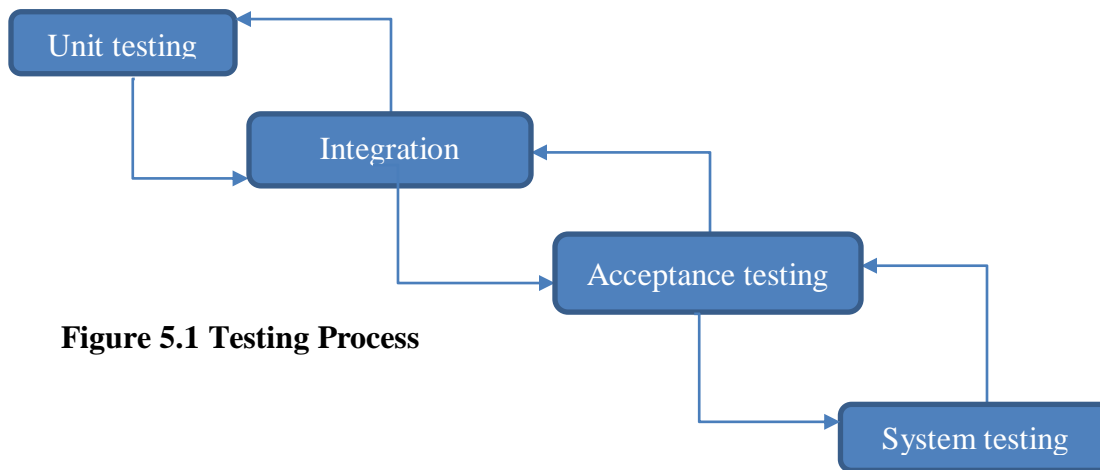 Unit testing
Integration
Acceptance testing
Figure 5.1 Testing Process
System testing